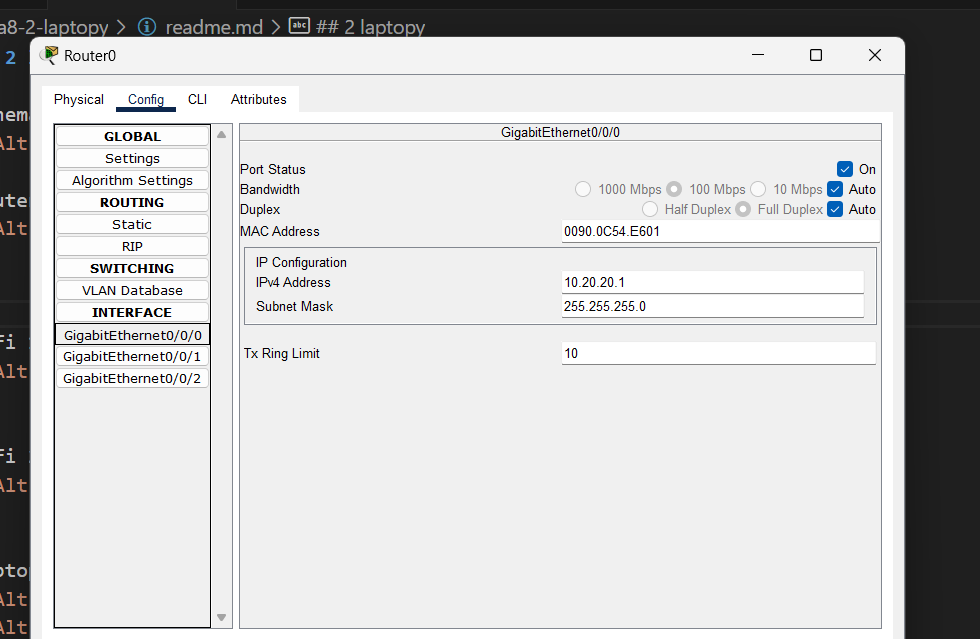 a8-2-laptopy > readme.md > abc ## 2 laptopy
2
Router0
Physical Config CLI Attributes
GLOBAL
Settings
Algorithm Settings
ROUTING
Static
RIP
SWITCHING
VLAN Database
INTERFACE
GigabitEthernet0/0/0
GigabitEthernet0/0/1
GigabitEthernet0/0/2
GigabitEthernet0/0/0
Port Status On
Bandwidth 1000 Mbps 100 Mbps 10 Mbps Auto
Duplex Half Duplex Full Duplex Auto
MAC Address 0090.0C54.E601
IP Configuration
IPv4 Address 10.20.20.1
Subnet Mask 255.255.255.0
Tx Ring Limit 10
hema
Alt
ute
Alt
fi
Alt
fi
Alt
ptop
Alt
Alt